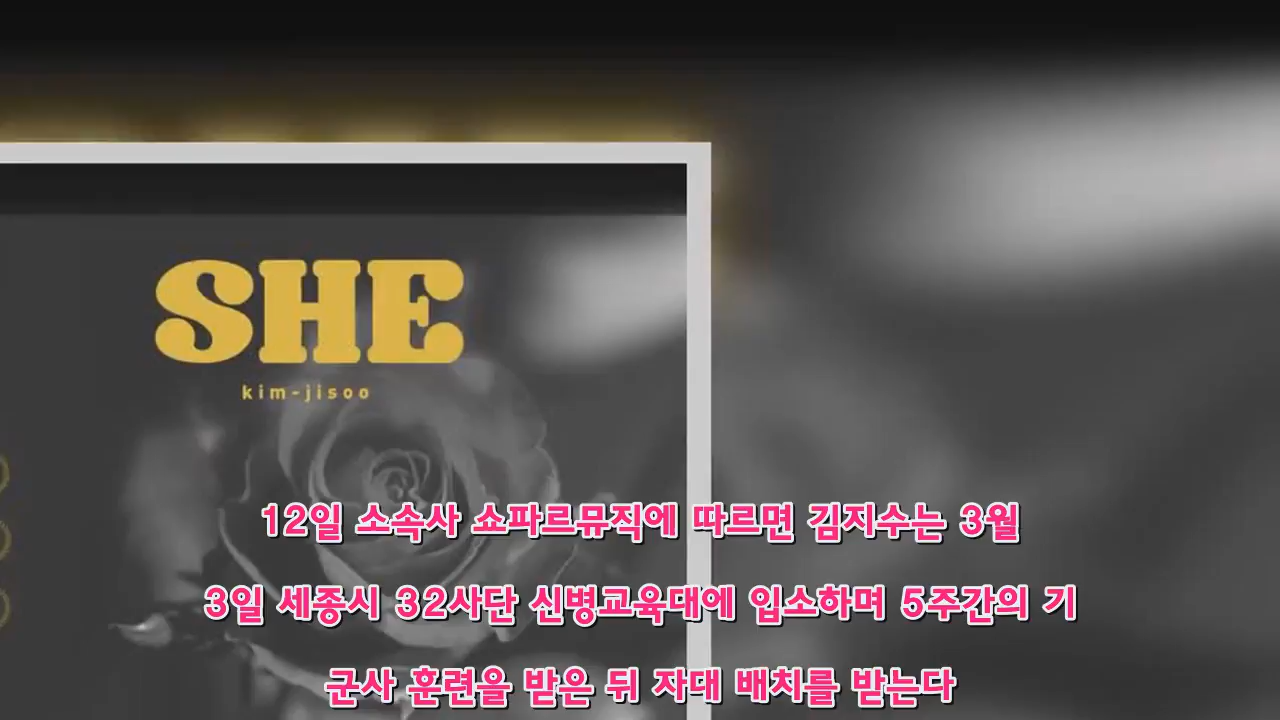 SHE
kim-jisoo
12일 소속사 쇼파르뮤직에 따르면 김지수는 3월
3일 세종시 32사단 신병교육대에 입소하며 5주간의 기
군사 훈련을 받은 뒤 자대 배치를 받는다